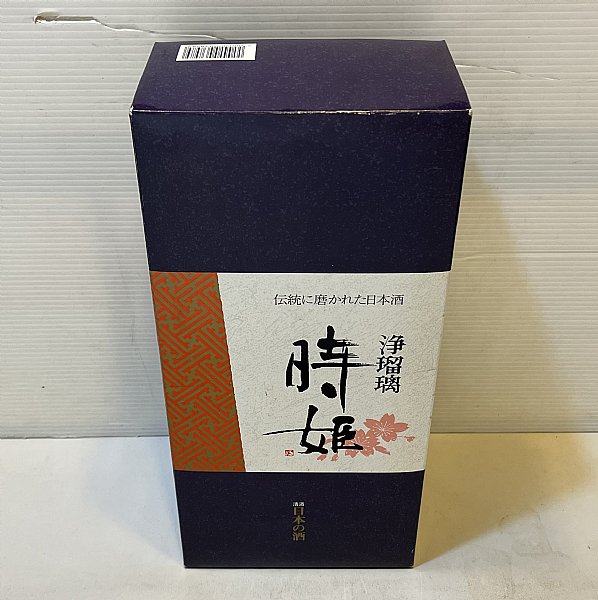 伝統に磨かれた日本酒
浄瑠璃
時姫
清酒
日本の酒